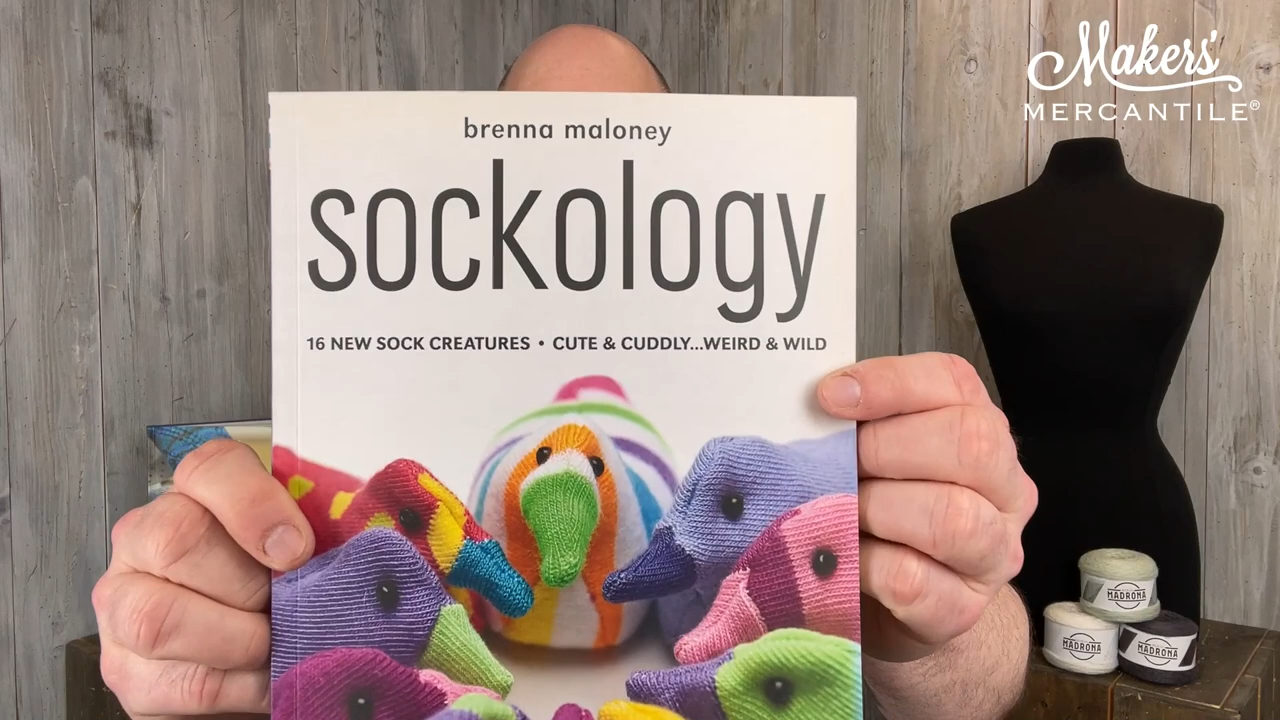 brenna maloney
sockology
16 NEW SOCK CREATURES • CUTE & CUDDLY...WEIRD & WILD
Makers'
MERCANTILE®
MADRONA
MADRONA
MADRONA